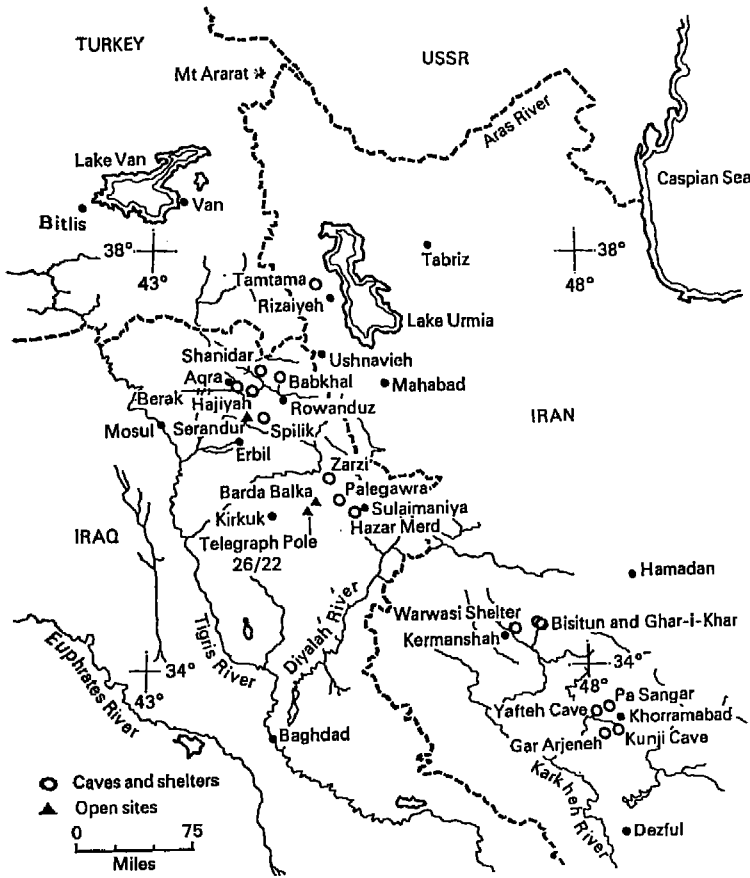 TURKEY
USSR
Mt Ararat
Aras River
Lake Van
Caspian Sea
Van
Bitlis
38°
43°
38°
48°
Tabriz
Tamtama
Rizaiyeh
Lake Urmia
Shanidar
Ushnavieh
Aqra
Babkhal
Mahabad
Berak
Hajiyah
Rowanduz
Mosul
Serandur
Spilik
IRAN
Erbil
Zarzi
Barda Balka
Palegawra
Kirkuk
Sulaimaniya
Hazar Merd
IRAQ
Telegraph Pole
26/22
Hamadan
Warwasi Shelter
Bisitun and Ghar-i-Khar
Kermanshah
Tigris River
Diyalah River
Euphrates River
34°
43°
34°
48°
Pa Sangar
Yafteh Cave
Khorramabad
Baghdad
Gar Arjeneh
Kunji Cave
Karkheh River
Caves and shelters
Open sites
0
75
Miles
Dezful